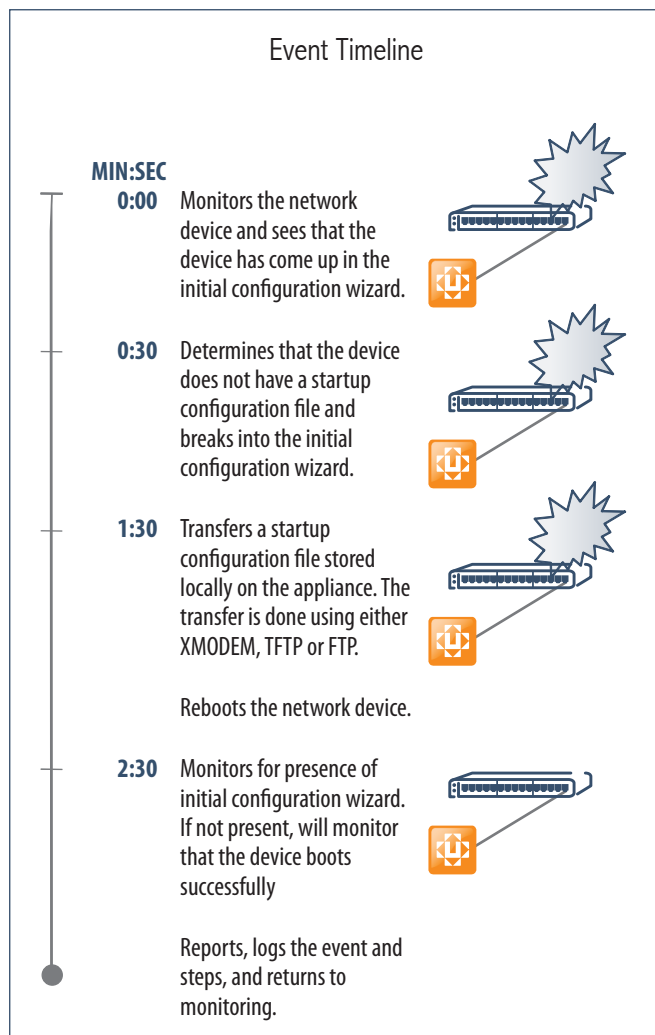 Event Timeline
MIN:SEC
0:00
Monitors the network
device and sees that the
device has come up in the
initial configuration wizard.
0:30
Determines that the device
does not have a startup
configuration file and
breaks into the initial
configuration wizard.
1:30
Transfers a startup
configuration file stored
locally on the appliance. The
transfer is done using either
XMODEM, TFTP or FTP.
Reboots the network device.
2:30
Monitors for presence of
initial configuration wizard.
If not present, will monitor
that the device boots
successfully
Reports, logs the event and
steps, and returns to
monitoring.